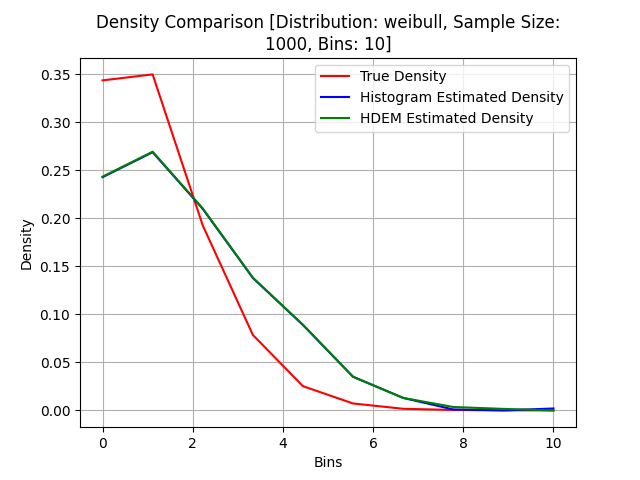 Density Comparison [Distribution: weibull, Sample Size:
1000, Bins: 10]
True Density
Histogram Estimated Density
HDEM Estimated Density
0.35
0.30
0.25
0.20
0.15
0.10
0.05
0.00
Density
0 2 4 6 8 10
Bins